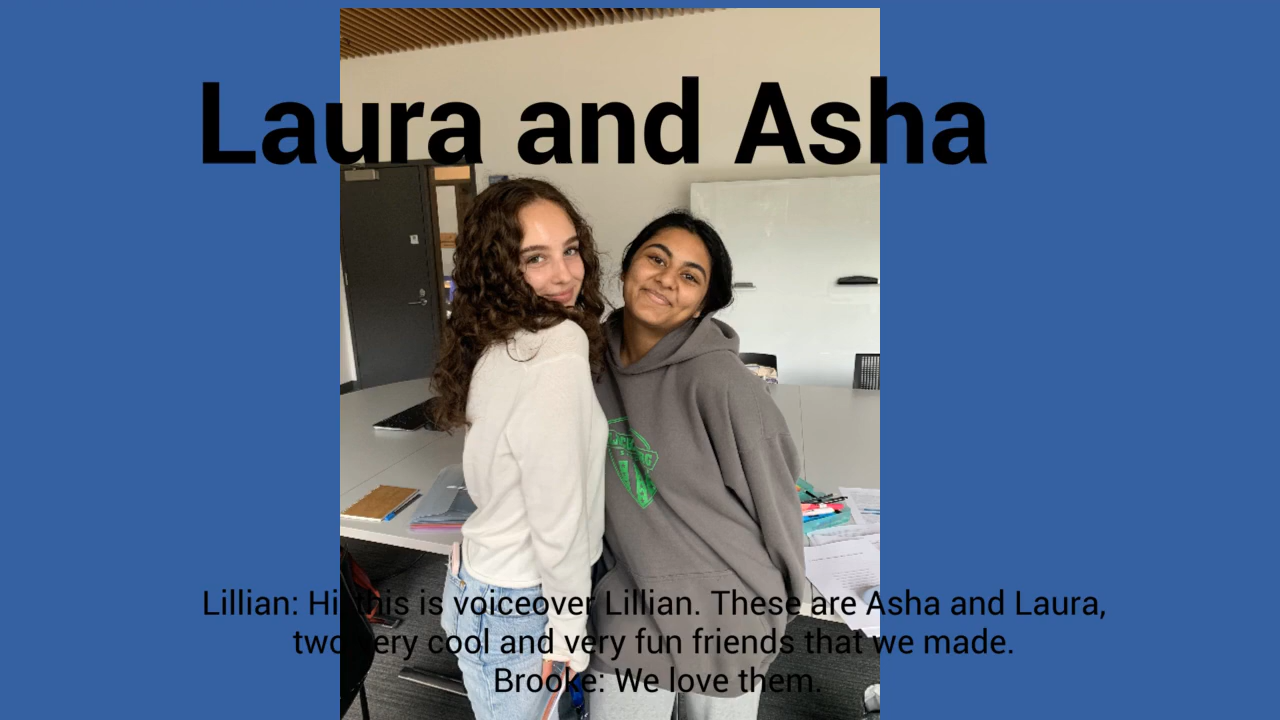 Laura and Asha
Lillian: Hi, this is voiceover Lillian. These are Asha and Laura,
two very cool and very fun friends that we made.
Brooke: We love them.